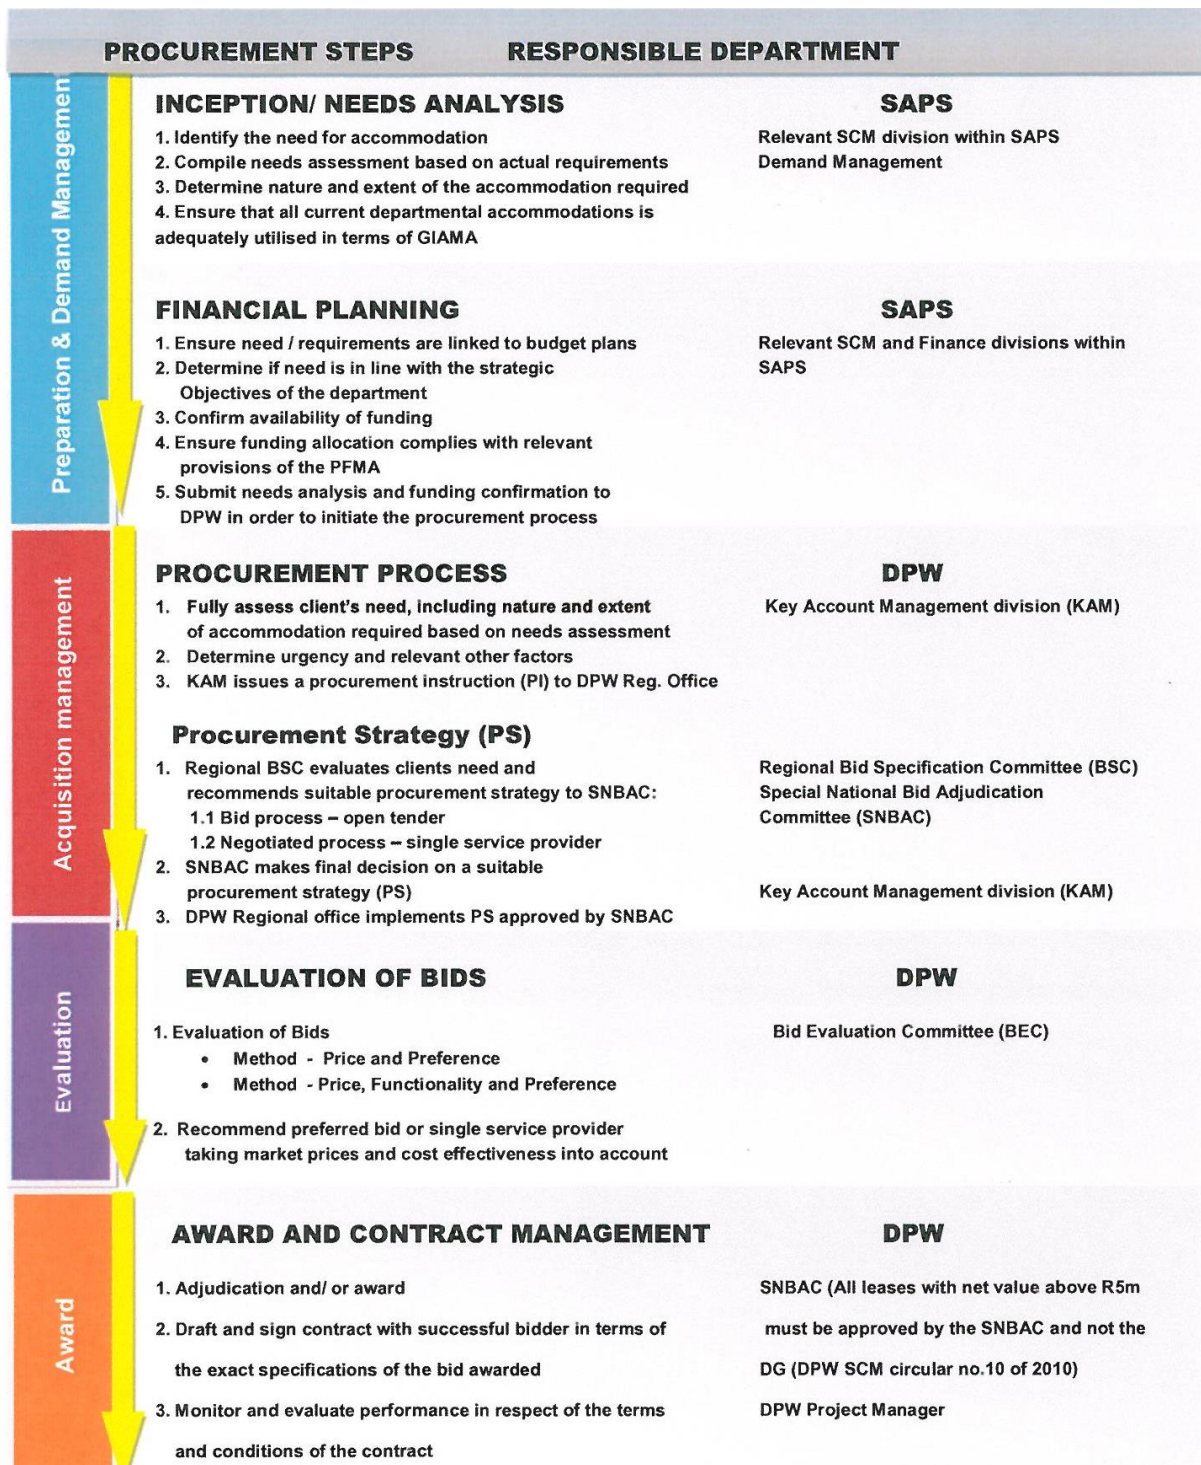 PROCUREMENT STEPS RESPONSIBLE DEPARTMENT
Preparation & Demand Managemen
INCEPTION/ NEEDS ANALYSIS SAPS
1. Identify the need for accommodation Relevant SCM division within SAPS
2. Compile needs assessment based on actual requirements Demand Management
3. Determine nature and extent of the accommodation required
4. Ensure that all current departmental accommodations is
adequately utilised in terms of GIAMA
FINANCIAL PLANNING SAPS
1. Ensure need / requirements are linked to budget plans Relevant SCM and Finance divisions within
2. Determine if need is in line with the strategic SAPS
Objectives of the department
3. Confirm availability of funding
4. Ensure funding allocation complies with relevant
provisions of the PFMA
5. Submit needs analysis and funding confirmation to
DPW in order to initiate the procurement process
Acquisition management
PROCUREMENT PROCESS DPW
1. Fully assess client's need, including nature and extent Key Account Management division (KAM)
of accommodation required based on needs assessment
2. Determine urgency and relevant other factors
3. KAM issues a procurement instruction (PI) to DPW Reg. Office
Procurement Strategy (PS)
1. Regional BSC evaluates clients need and Regional Bid Specification Committee (BSC)
recommends suitable procurement strategy to SNBAC: Special National Bid Adjudication
1.1 Bid process – open tender Committee (SNBAC)
1.2 Negotiated process – single service provider
2. SNBAC makes final decision on a suitable
procurement strategy (PS) Key Account Management division (KAM)
3. DPW Regional office implements PS approved by SNBAC
Evaluation
EVALUATION OF BIDS DPW
1. Evaluation of Bids Bid Evaluation Committee (BEC)
• Method - Price and Preference
• Method - Price, Functionality and Preference
2. Recommend preferred bid or single service provider
taking market prices and cost effectiveness into account
Award
AWARD AND CONTRACT MANAGEMENT DPW
1. Adjudication and/ or award SNBAC (All leases with net value above R5m
2. Draft and sign contract with successful bidder in terms of must be approved by the SNBAC and not the
the exact specifications of the bid awarded DG (DPW SCM circular no.10 of 2010)
3. Monitor and evaluate performance in respect of the terms DPW Project Manager
and conditions of the contract